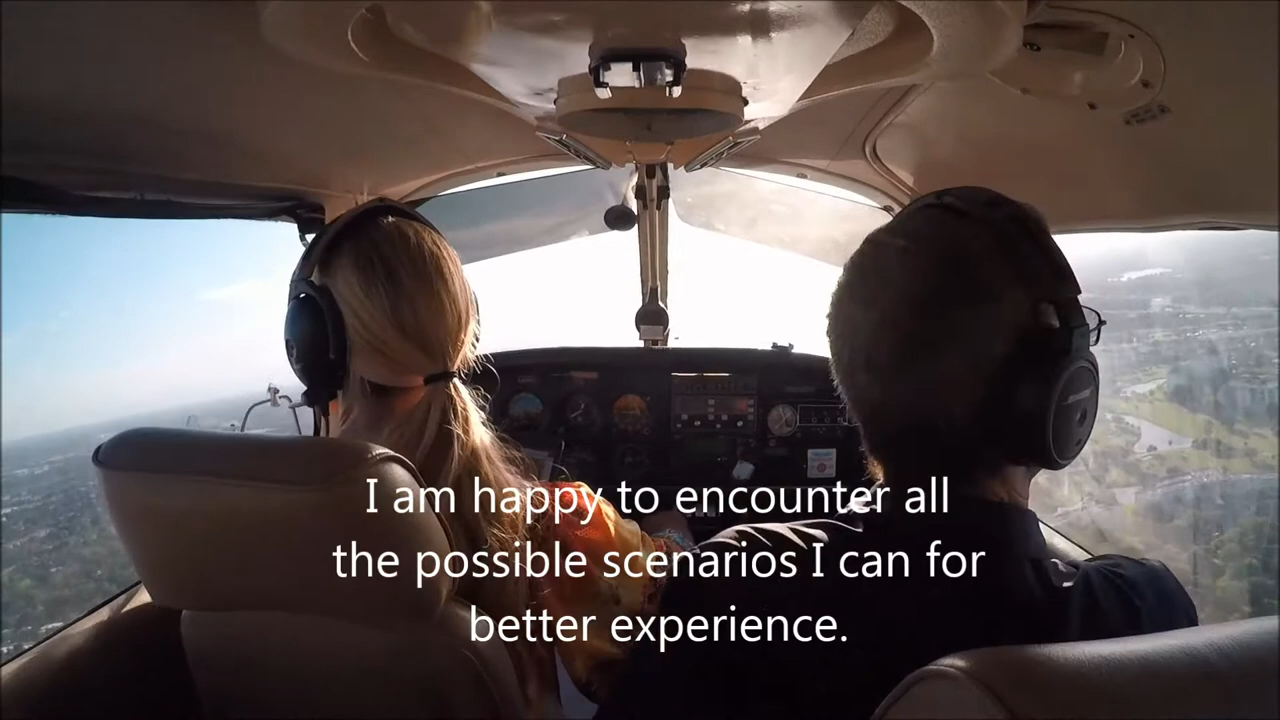 I am happy to encounter all
the possible scenarios I can for
better experience.